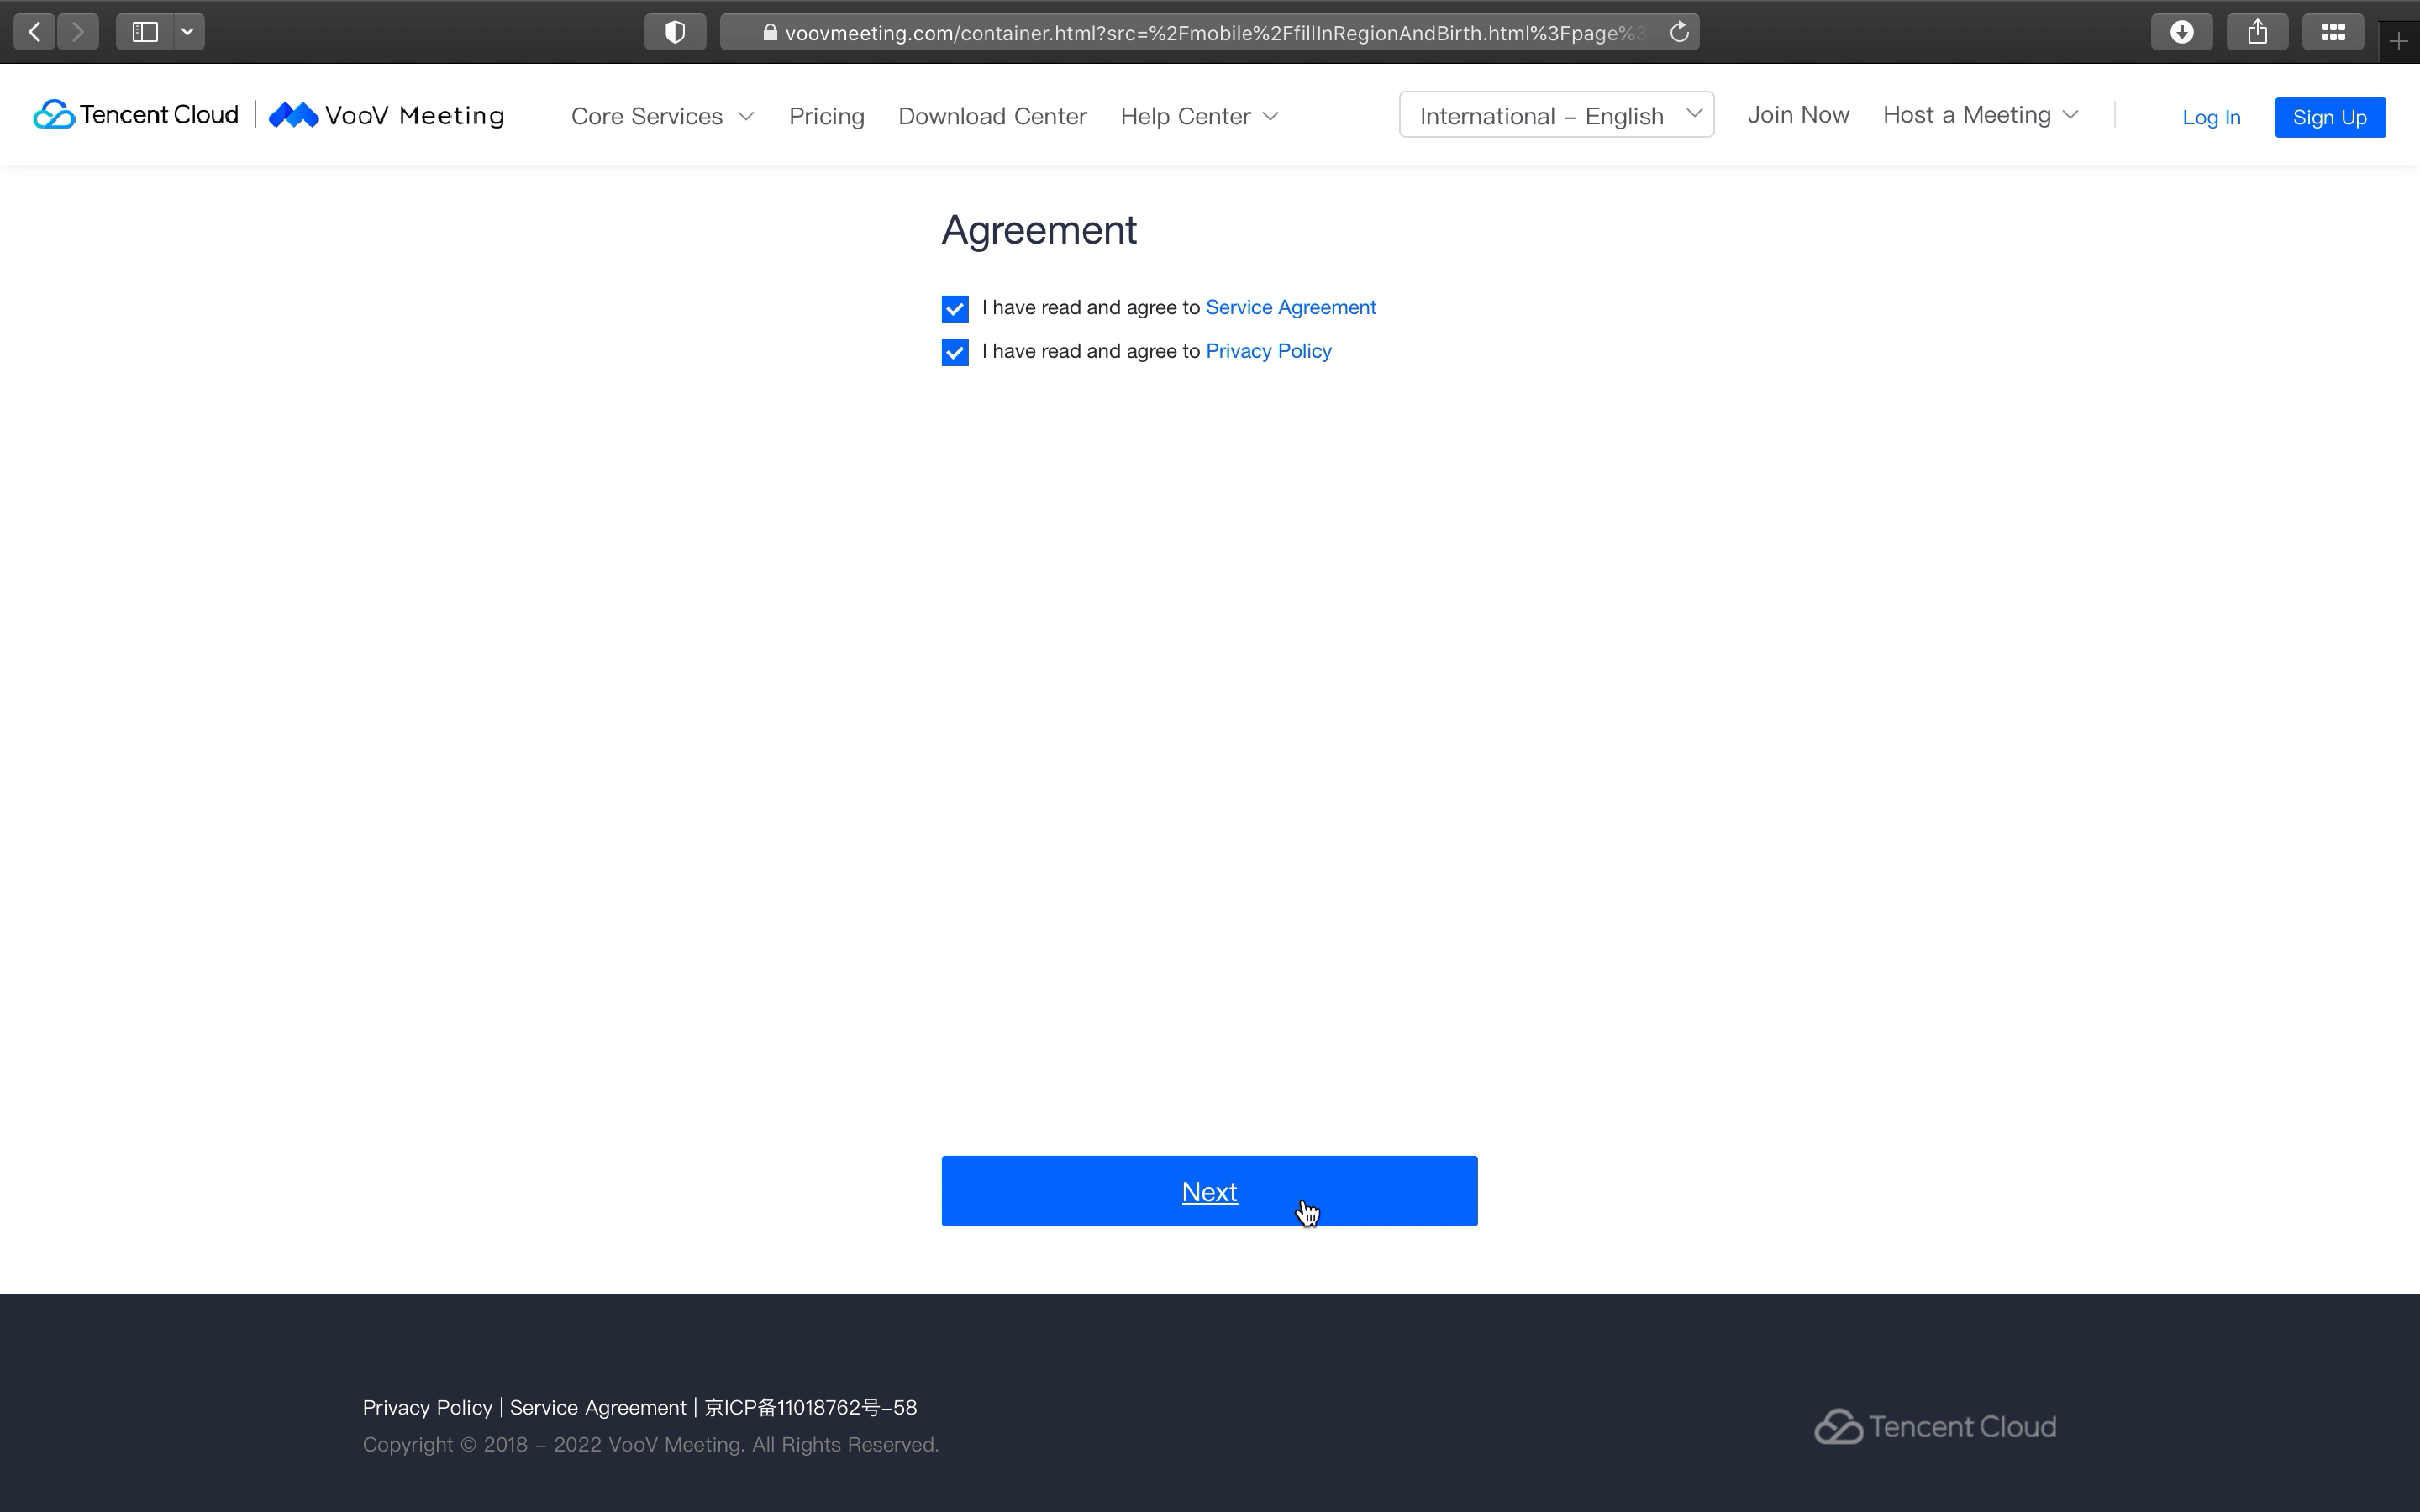 voovmeeting.com/container.html?src=%2Fmobile%2FfillInRegionAndBirth.html%3Fpage%3
Tencent Cloud | VooV Meeting
Core Services
Pricing
Download Center
Help Center
International – English
Join Now
Host a Meeting
Log In
Sign Up
Agreement
I have read and agree to Service Agreement
I have read and agree to Privacy Policy
Next
Privacy Policy | Service Agreement | 京ICP备11018762号-58
Copyright © 2018 – 2022 VooV Meeting. All Rights Reserved.
Tencent Cloud